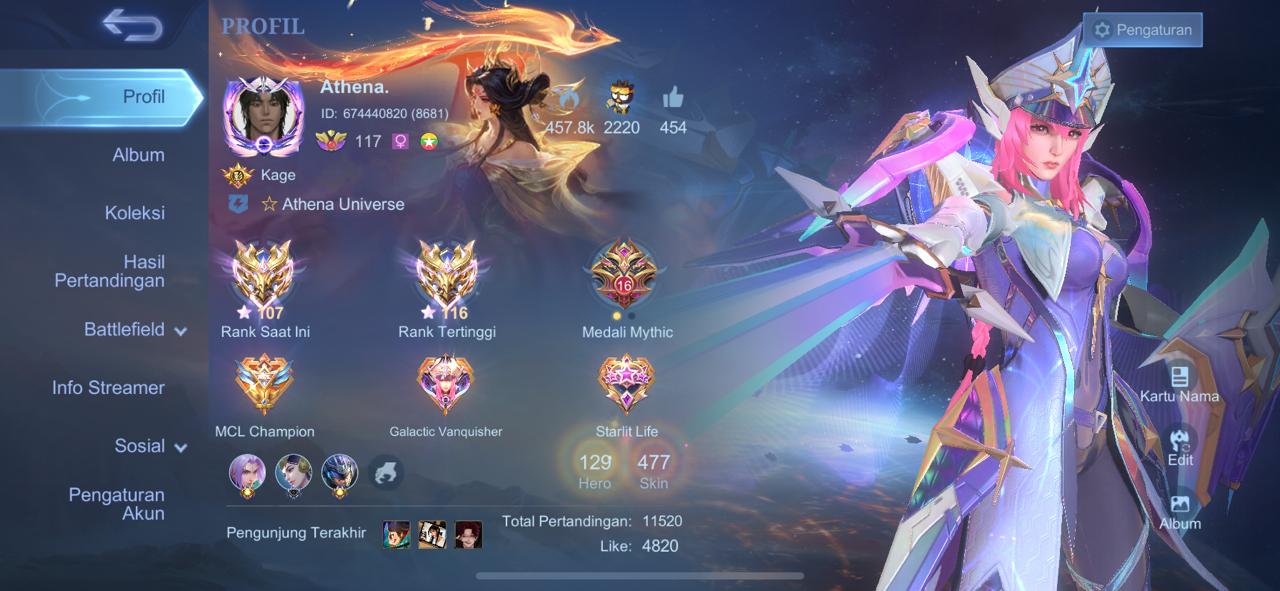 PROFIL
Pengaturan
Profil
Album
Koleksi
Hasil
Pertandingan
Battlefield
Info Streamer
Sosial
Pengaturan
Akun
Athena.
ID: 674440820 (8681)
117
457.8k 2220 454
Kage
Athena Universe
107
Rank Saat Ini
116
Rank Tertinggi
16
Medali Mythic
MCL Champion
Galactic Vanquisher
Starlit Life
129 477
Hero Skin
Pengunjung Terakhir
Total Pertandingan: 11520
Like: 4820
Kartu Nama
Edit
Album